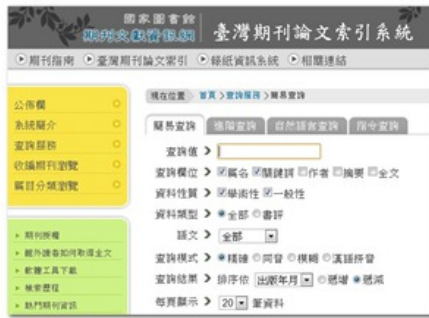 國家圖書館
期刊文獻資訊網 臺灣期刊論文索引系統
期刊指南 臺灣期刊論文索引 錄紙資訊系統 相關連結
現在位置 首頁 > 查詢服務 > 簡易查詢
公佈欄
系統簡介
查詢服務
收編期刊瀏覽
篇目分類瀏覽
期刊授權
館外讀者如何取得全文
軟體工具下載
檢索歷程
熱門期刊資訊
簡易查詢 進階查詢 自然語言查詢 指令查詢
查詢值
查詢欄位 篇名 關鍵詞 作者 摘要 全文
資料性質 學術性 一般性
資料類型 全部 書評
語文 全部
查詢模式 精確 同音 模糊 漢語拼音
查詢結果 排序依 出版年月 遞增 遞減
每頁顯示 20 筆資料